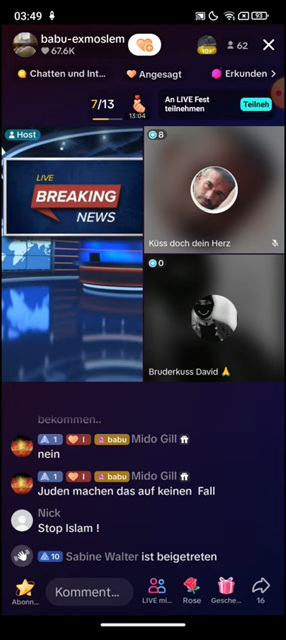 03:49
93
babu-exmoslem
67.6K
62
Chatten und Int...
Angesagt
Erkunden
7/13
13:04
An LIVE Fest
teilnehmen
Teilneh
Host
LIVE
BREAKING
NEWS
8
Küss doch dein Herz
0
Bruderkuss David 🙏
bekommen..
1 I babu Mido Gill
nein
1 I babu Mido Gill
Juden machen das auf keinen Fall
Nick
Stop Islam !
10 Sabine Walter ist beigetreten
Abonn...
Komment...
LIVE mi...
Rose
Gesche...
16